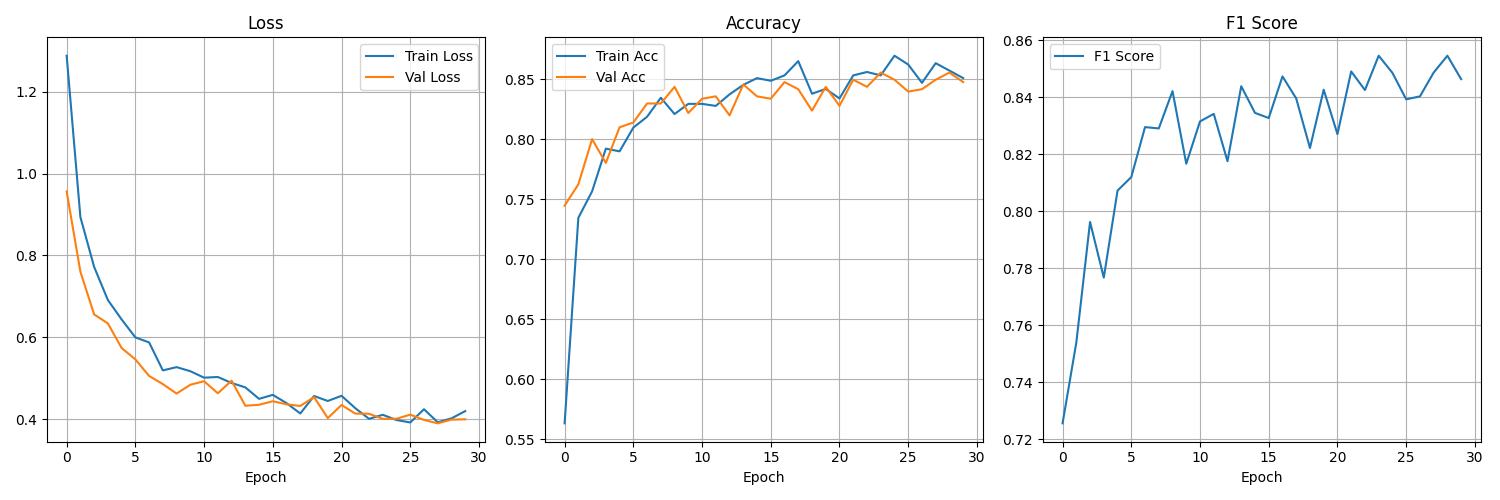 Loss
Train Loss
Val Loss
1.2
1.0
0.8
0.6
0.4
0 5 10 15 20 25 30
Epoch
Accuracy
Train Acc
Val Acc
0.85
0.80
0.75
0.70
0.65
0.60
0.55
0 5 10 15 20 25 30
Epoch
F1 Score
F1 Score
0.86
0.84
0.82
0.80
0.78
0.76
0.74
0.72
0 5 10 15 20 25 30
Epoch